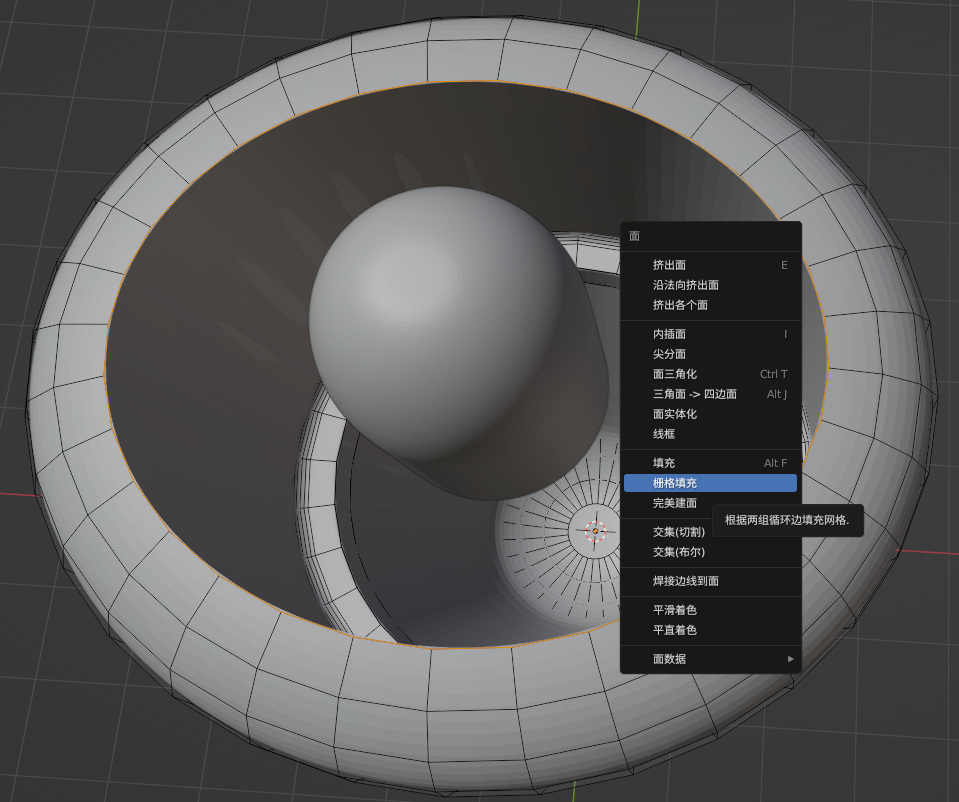 面
挤出面 E
沿法向挤出面
挤出各个面
内插面 I
尖分面
面三角化 Ctrl T
三角面 -> 四边面 Alt J
面实体化
线框
填充 Alt F
栅格填充
完美建面
根据两组循环边填充网格.
交集(切割)
交集(布尔)
焊接边线到面
平滑着色
平直着色
面数据